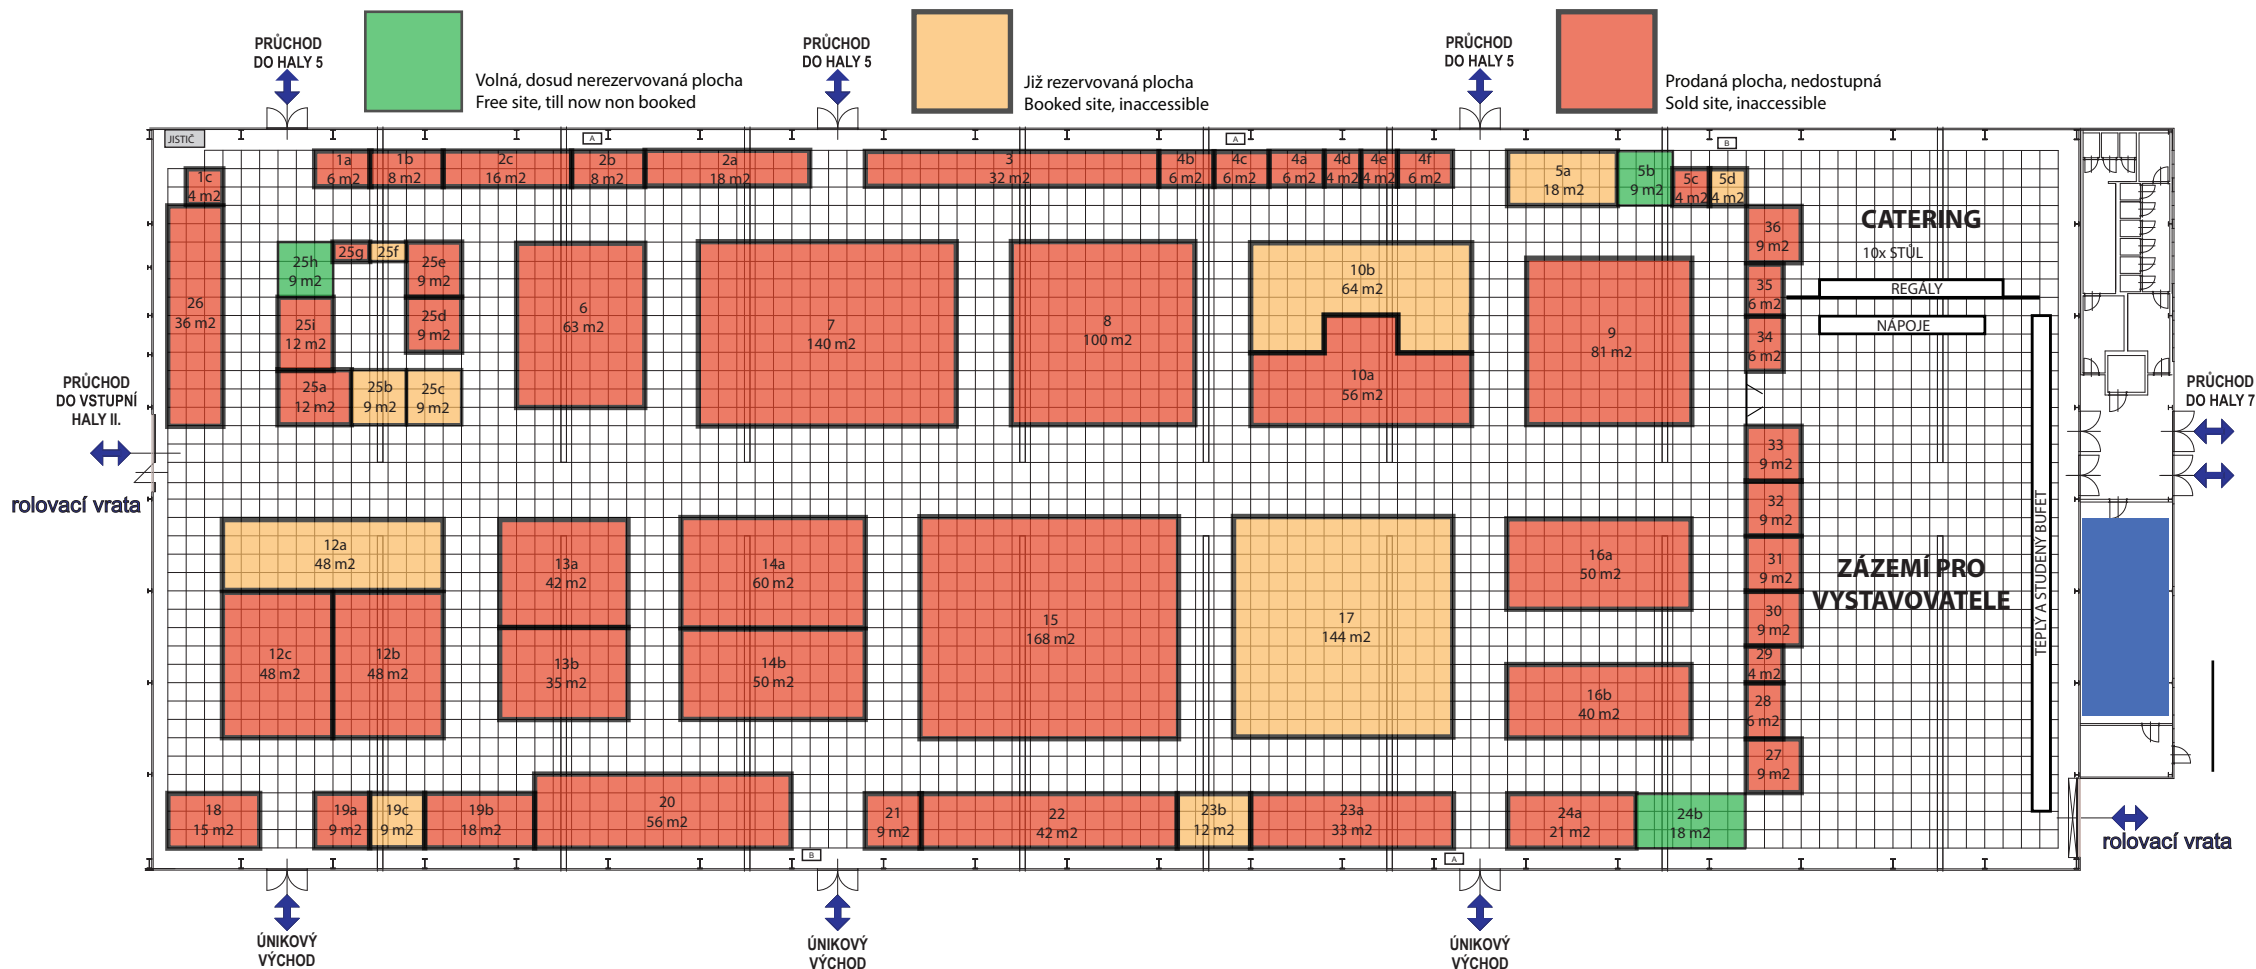 PRŮCHOD
DO HALY 5
Volná, dosud nerezervovaná plocha
Free site, till now non booked
PRŮCHOD
DO HALY 5
Již rezervovaná plocha
Booked site, inaccessible
PRŮCHOD
DO HALY 5
Prodaná plocha, nedostupná
Sold site, inaccessible
JISTIČ
A
A
B
1a
6 m2
1b
8 m2
2c
16 m2
2b
8 m2
2a
18 m2
3
32 m2
4b
6 m2
4c
6 m2
4a
6 m2
4d
4 m2
4e
4 m2
4f
6 m2
5a
18 m2
5b
9 m2
5c
4 m2
5d
4 m2
1c
4 m2
36
9 m2
CATERING
10x STŮL
25h
9 m2
25g
25f
25e
9 m2
26
36 m2
25i
12 m2
25d
9 m2
6
63 m2
7
140 m2
8
100 m2
10b
64 m2
9
81 m2
35
6 m2
REGÁLY
34
6 m2
NÁPOJE
25a
12 m2
25b
9 m2
25c
9 m2
10a
56 m2
PRŮCHOD
DO VSTUPNÍ
HALY II.
PRŮCHOD
DO HALY 7
rolovací vrata
33
9 m2
32
9 m2
31
9 m2
30
9 m2
29
4 m2
28
6 m2
27
9 m2
12a
48 m2
13a
42 m2
14a
60 m2
15
168 m2
17
144 m2
16a
50 m2
ZÁZEMÍ PRO
VYSTAVOVATELE
TEPLÝ A STUDENÝ BUFET
12c
48 m2
12b
48 m2
13b
35 m2
14b
50 m2
16b
40 m2
18
15 m2
19a
9 m2
19c
9 m2
19b
18 m2
20
56 m2
21
9 m2
22
42 m2
23b
12 m2
23a
33 m2
24a
21 m2
24b
18 m2
rolovací vrata
B
A
ÚNIKOVÝ
VÝCHOD
ÚNIKOVÝ
VÝCHOD
ÚNIKOVÝ
VÝCHOD